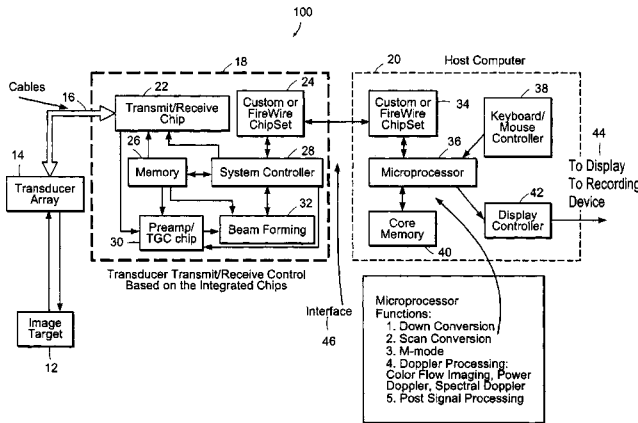 100
18
20
Host Computer
Cables
16
22
24
34
38
44
Transmit/Receive
Chip
Custom or
FireWire
ChipSet
Custom or
FireWire
ChipSet
Keyboard/
Mouse
Controller
14
26
28
36
To Display
To Recording
Device
Transducer
Array
Memory
System Controller
Microprocessor
32
42
30
Preamp/
TGC chip
Beam Forming
Core
Memory
40
Display
Controller
Transducer Transmit/Receive Control
Based on the Integrated Chips
Interface
46
Image
Target
12
Microprocessor
Functions:
1. Down Conversion
2. Scan Conversion
3. M-mode
4. Doppler Processing:
Color Flow Imaging, Power
Doppler, Spectral Doppler
5. Post Signal Processing